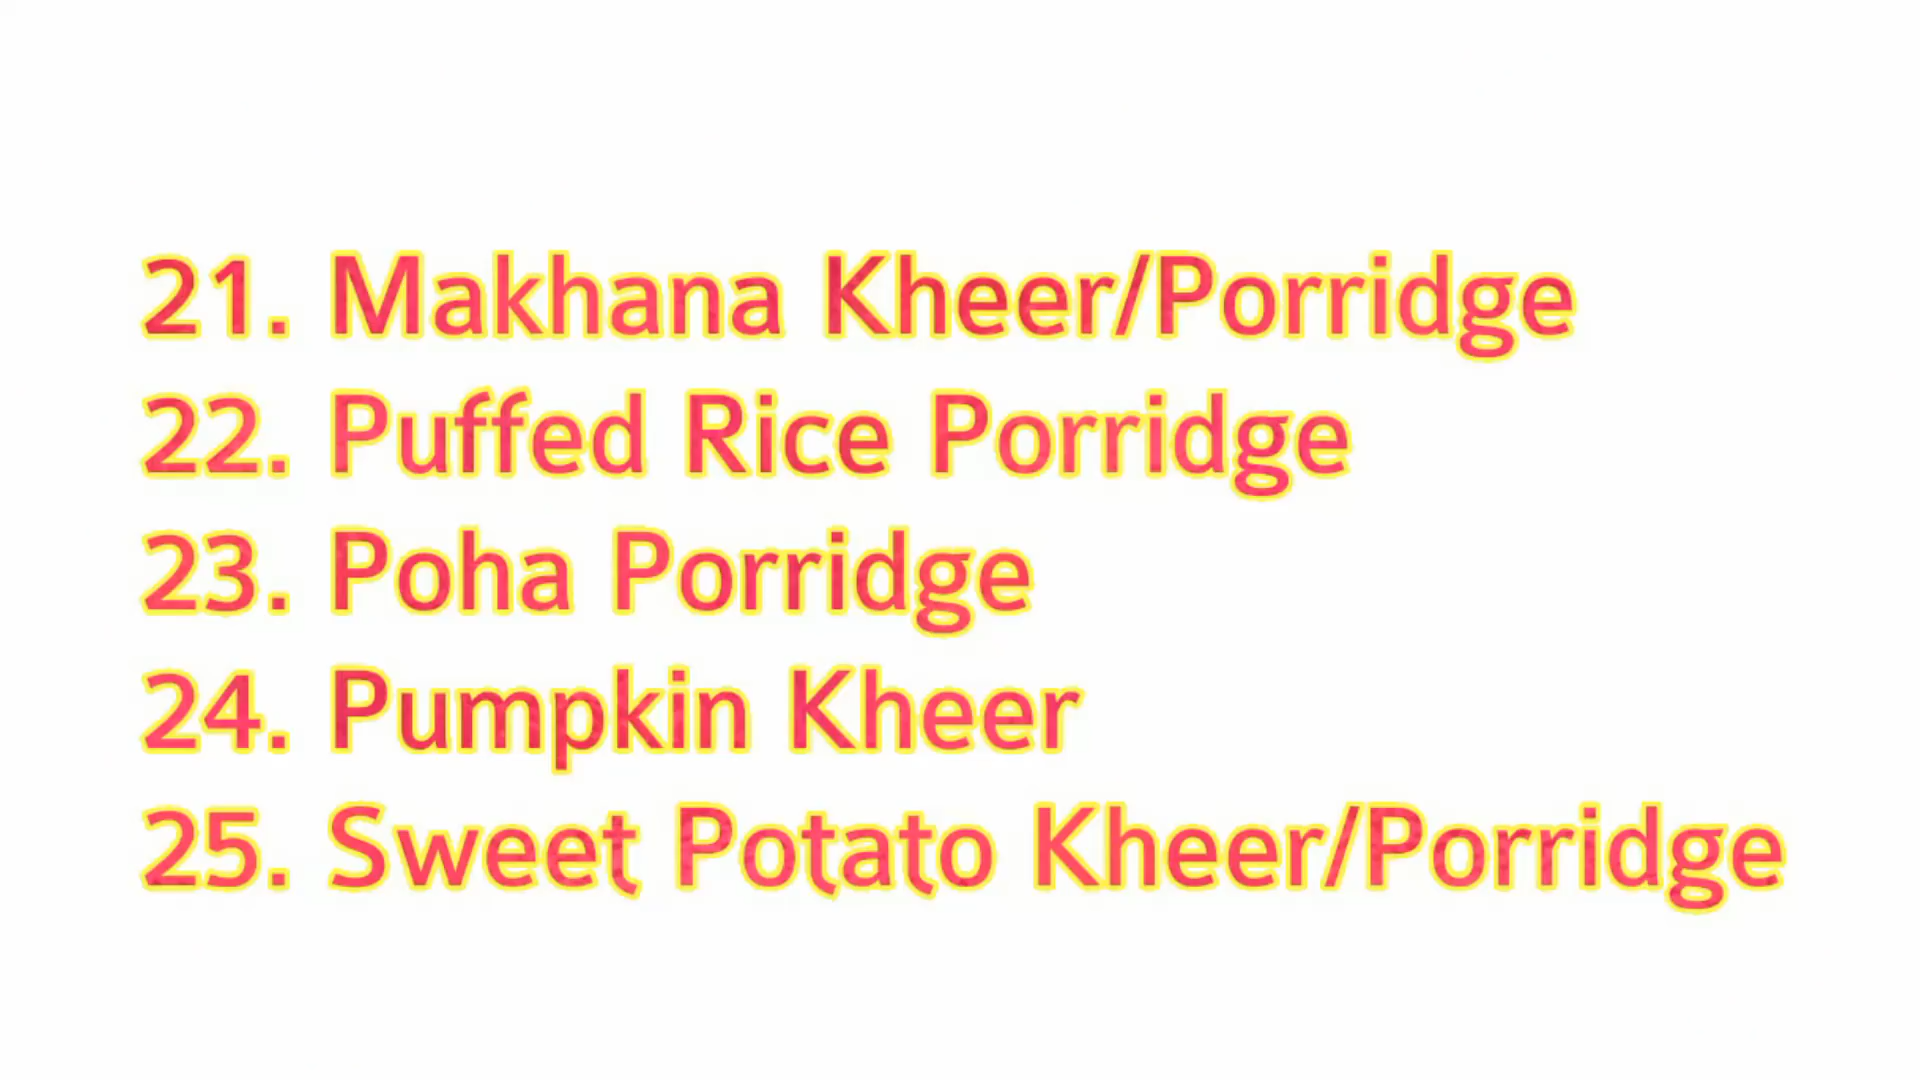 21. Makhana Kheer/Porridge
22. Puffed Rice Porridge
23. Poha Porridge
24. Pumpkin Kheer
25. Sweet Potato Kheer/Porridge